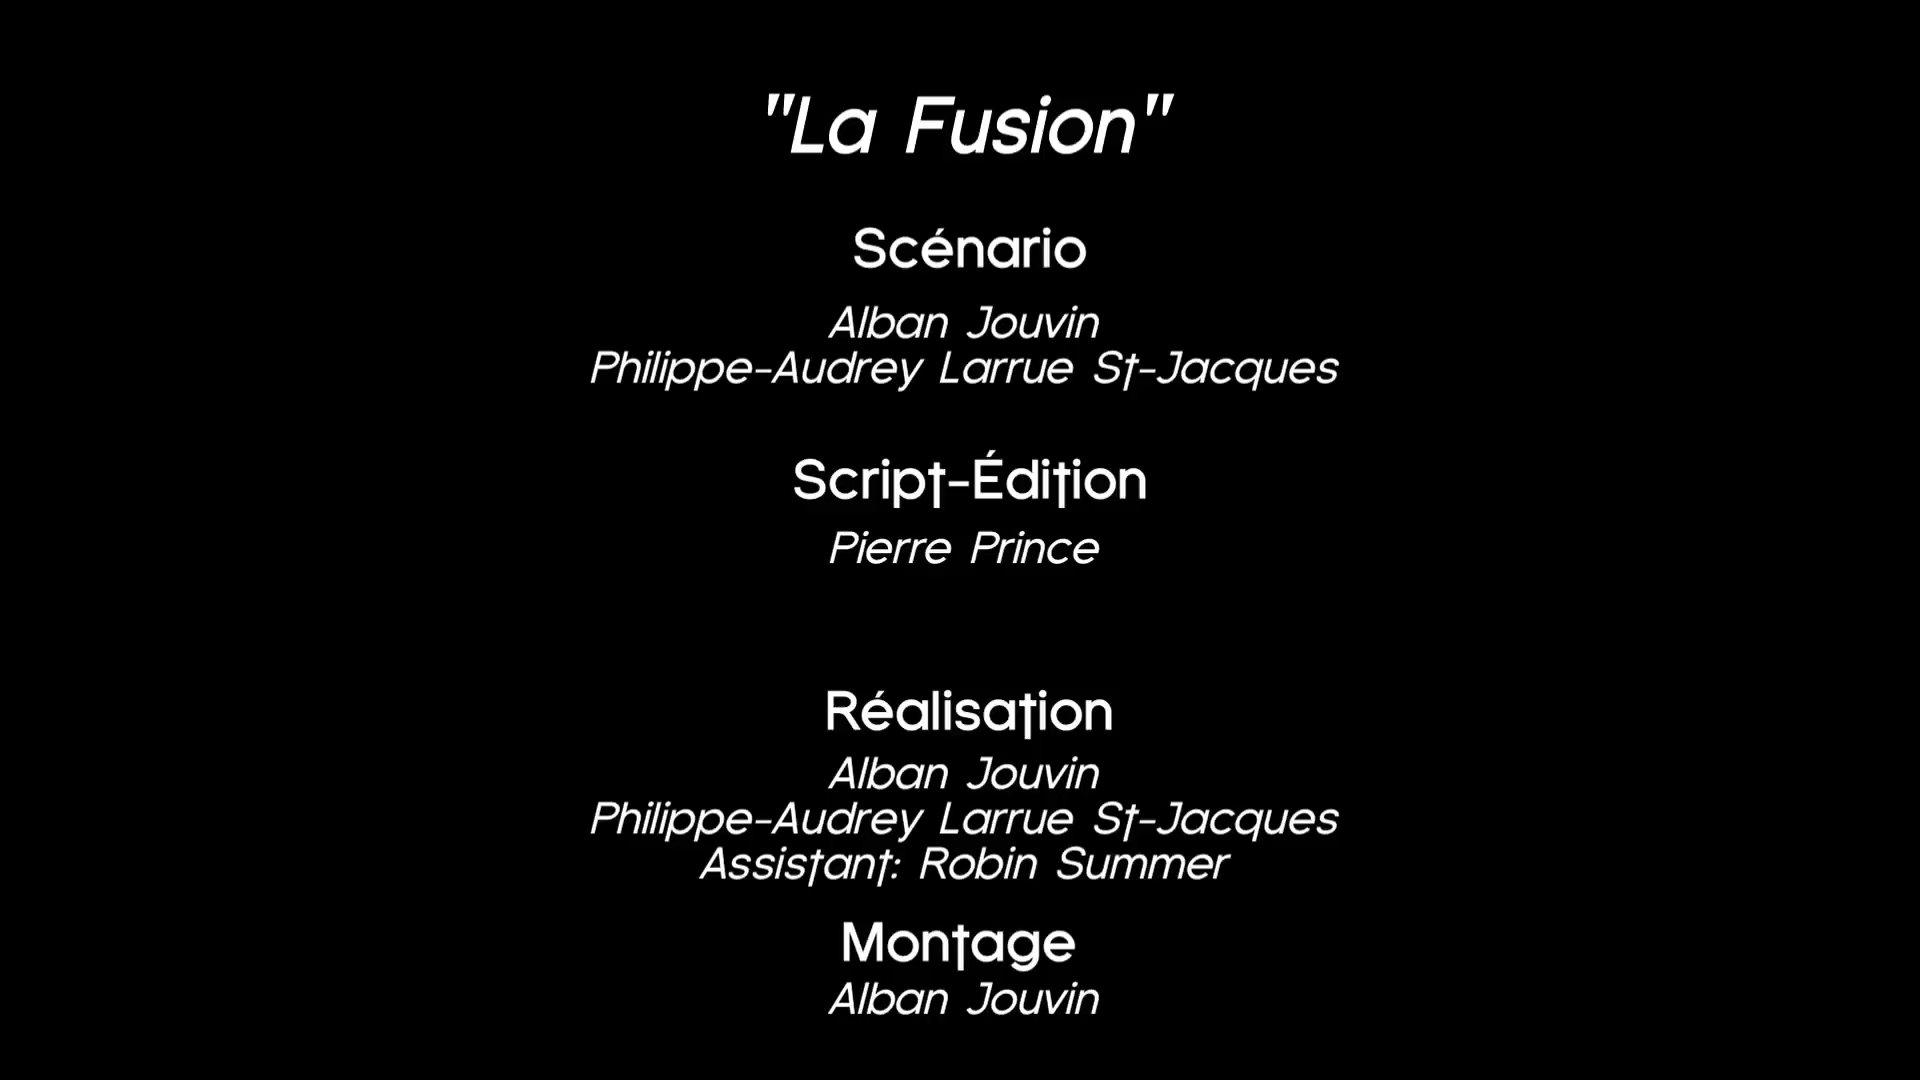 "La Fusion"
Scénario
Alban Jouvin
Philippe-Audrey Larrue St-Jacques
Script-Édition
Pierre Prince
Réalisation
Alban Jouvin
Philippe-Audrey Larrue St-Jacques
Assistant: Robin Summer
Montage
Alban Jouvin